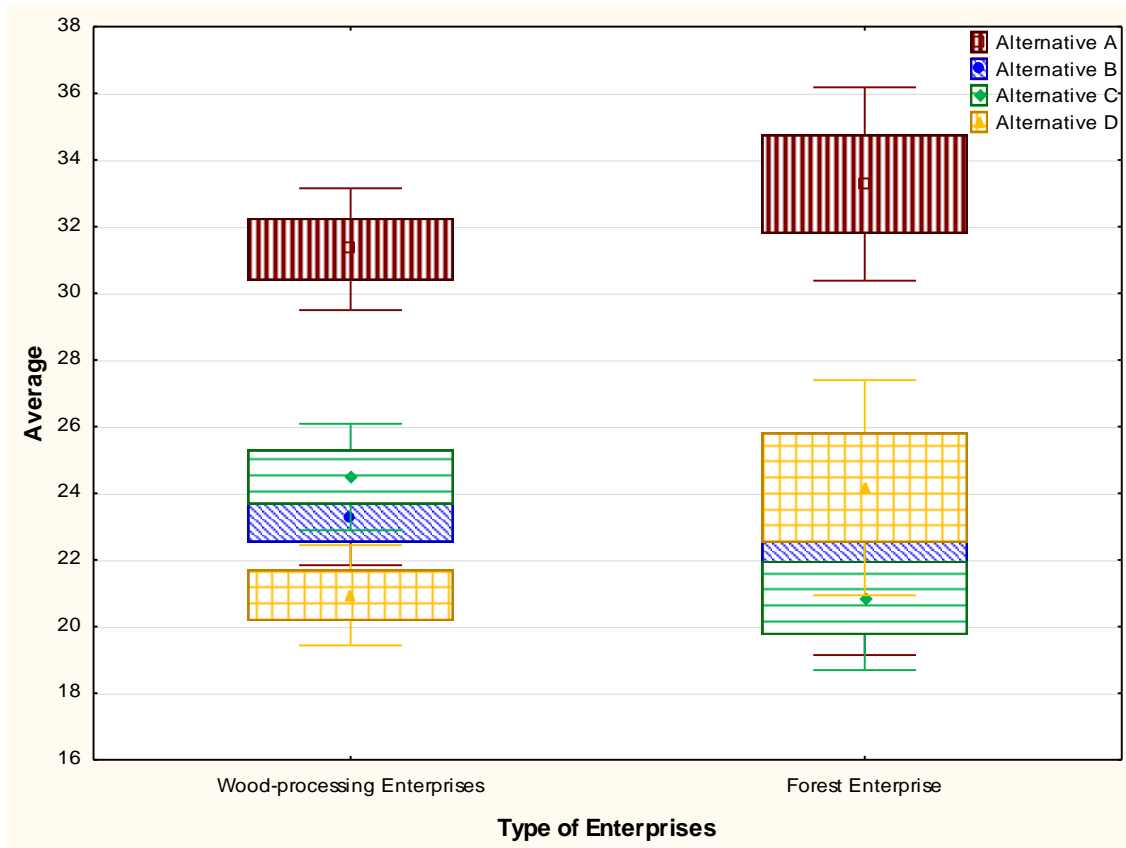 38
36
34
32
30
28
26
24
22
20
18
16
Average
Alternative A
Alternative B
Alternative C
Alternative D
Wood-processing Enterprises
Forest Enterprise
Type of Enterprises